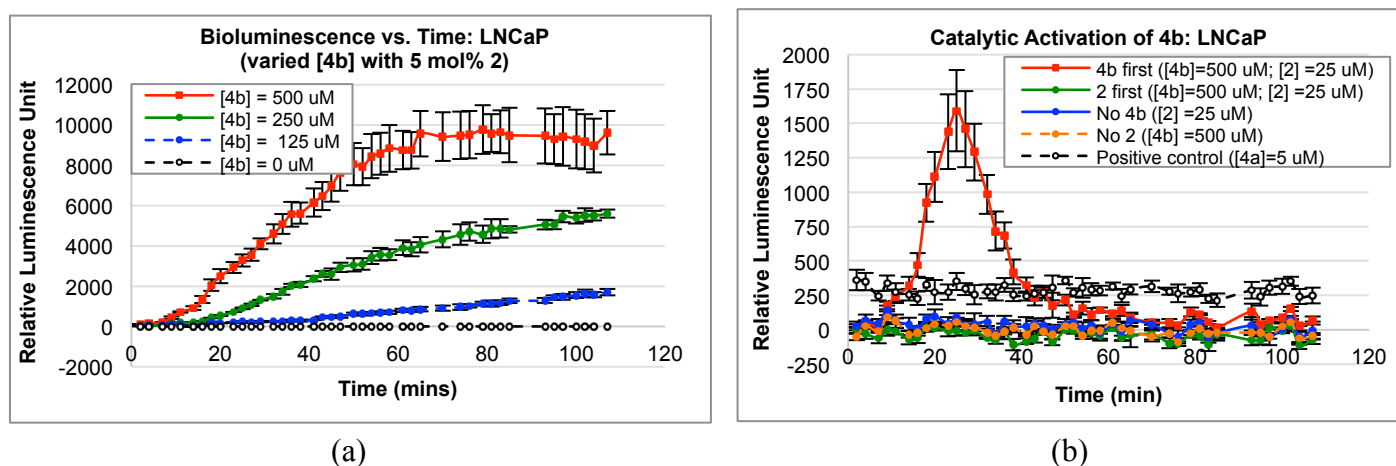 Bioluminescence vs. Time: LNCaP
(varied [4b] with 5 mol% 2)
Relative Luminescence Unit
12000
10000
8000
6000
4000
2000
0
-2000
[4b] = 500 uM
[4b] = 250 uM
[4b] = 125uM
[4b] = 0 uM
0 20 40 60 80 100 120
Time (mins)
(a)
Catalytic Activation of 4b: LNCaP
Relative Luminescence Unit
2000
1750
1500
1250
1000
750
500
250
0
-250
4b first ([4b]=500 uM; [2] =25 uM)
2 first ([4b]=500 uM; [2] =25 uM)
No 4b ([2] =25 uM)
No 2 ([4b] =500 uM)
Positive control ([4a]=5 uM)
0 20 40 60 80 100 120
Time (min)
(b)